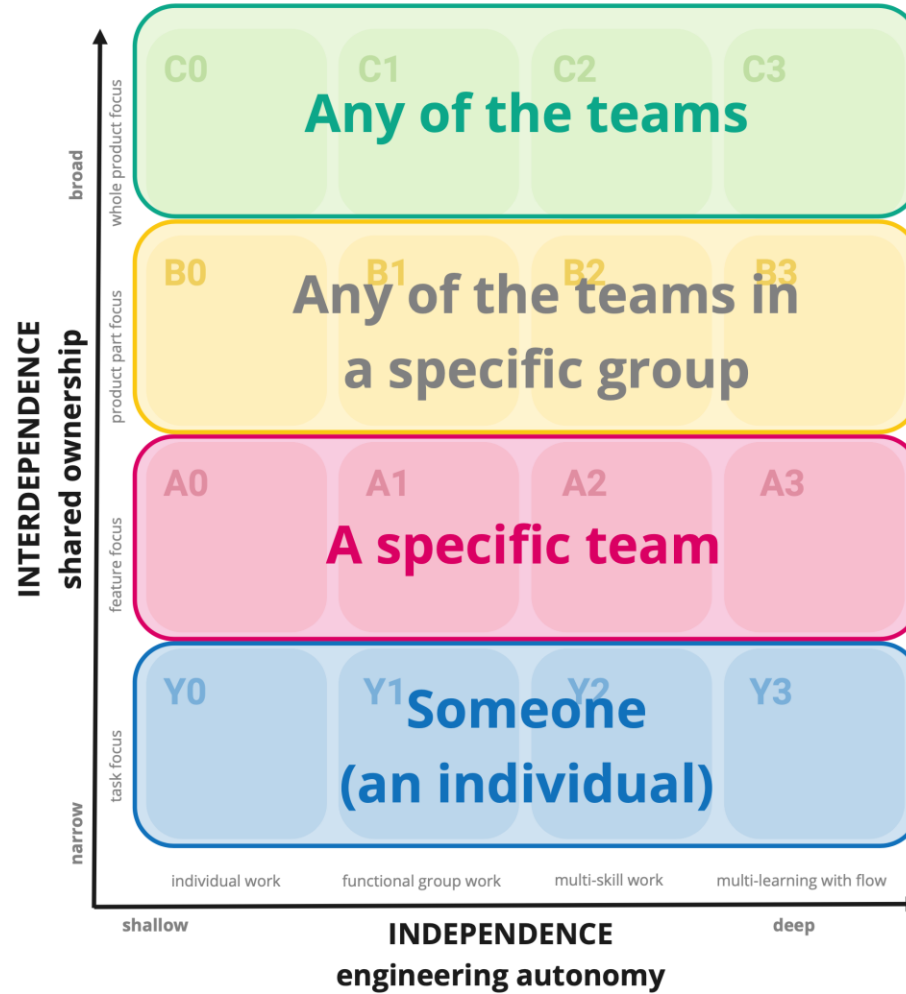 C0
C1
C2
C3
Any of the teams
B0
B1
B2
B3
Any of the teams in
a specific group
A0
A1
A2
A3
A specific team
Y0
Y1
Y2
Y3
Someone
(an individual)
broad
whole product focus
product part focus
feature focus
task focus
narrow
INTERDEPENDENCE
shared ownership
individual work
functional group work
multi-skill work
multi-learning with flow
shallow
deep
INDEPENDENCE
engineering autonomy